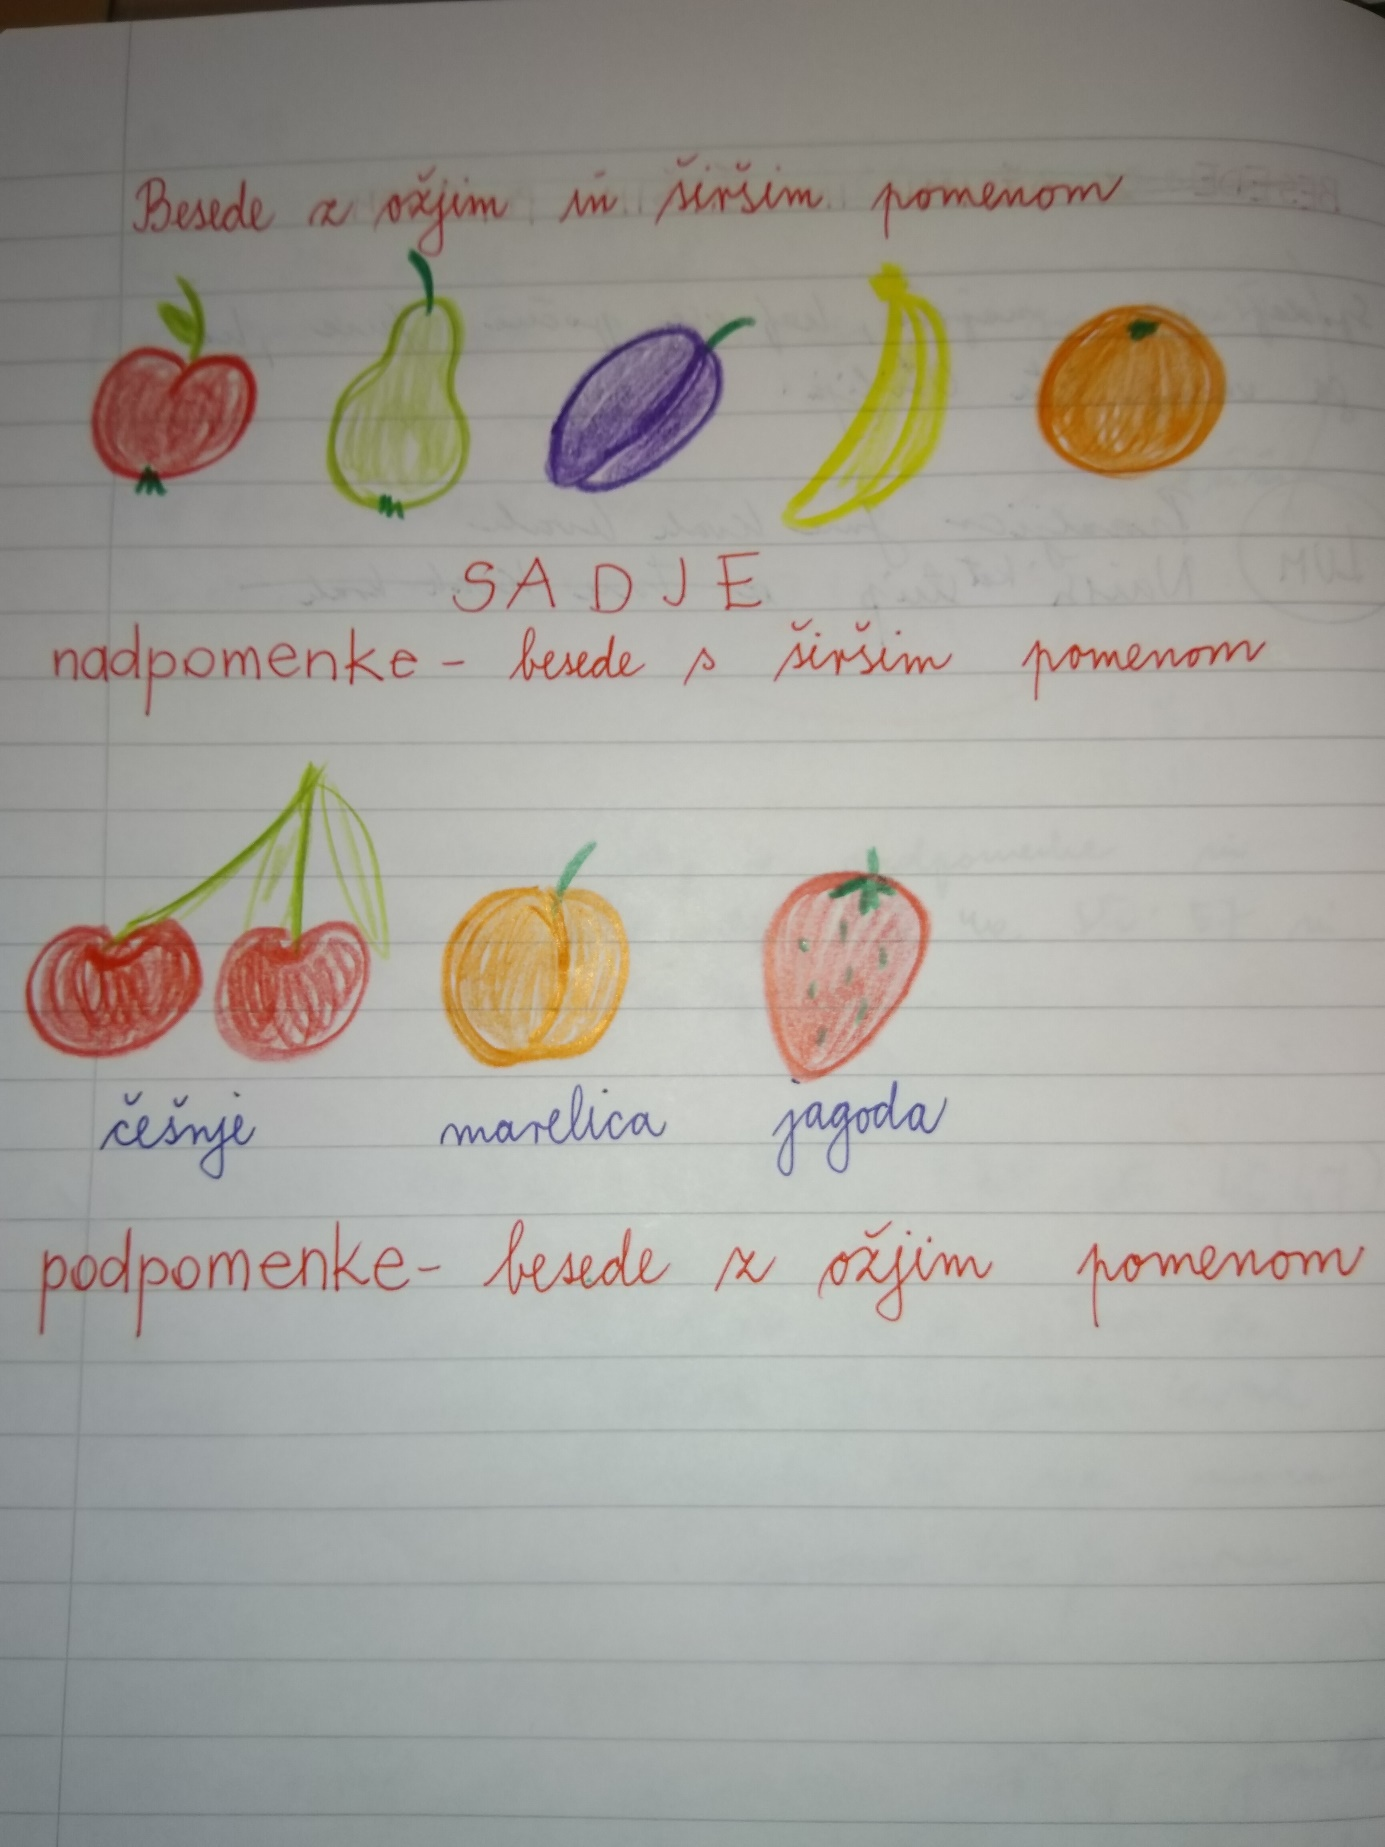 Besede z ožjim in širšim pomenom
SADJE
nadpomenke - besede s širšim pomenom
češnje marelica jagoda
podpomenke - besede z ožjim pomenom